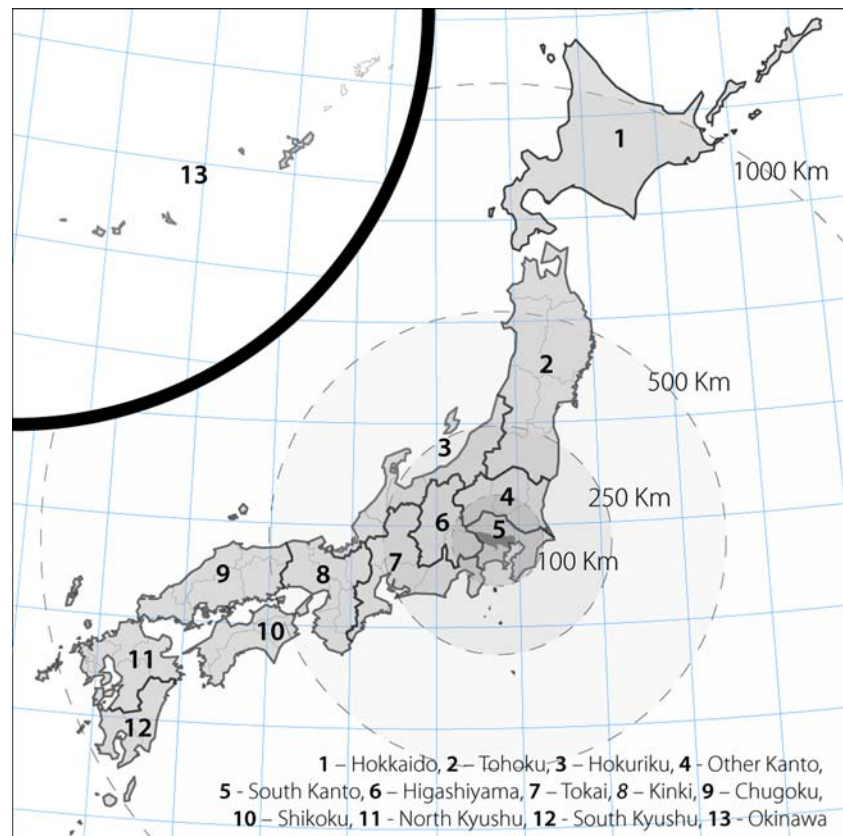 13
1
1000 Km
2
500 Km
3
4
250 Km
6
5
7
100 Km
9
8
10
11
12
1 – Hokkaido, 2 – Tohoku, 3 – Hokuriku, 4 - Other Kanto,
5 - South Kanto, 6 – Higashiyama, 7 – Tokai, 8 – Kinki, 9 – Chugoku,
10 – Shikoku, 11 - North Kyushu, 12 - South Kyushu, 13 - Okinawa